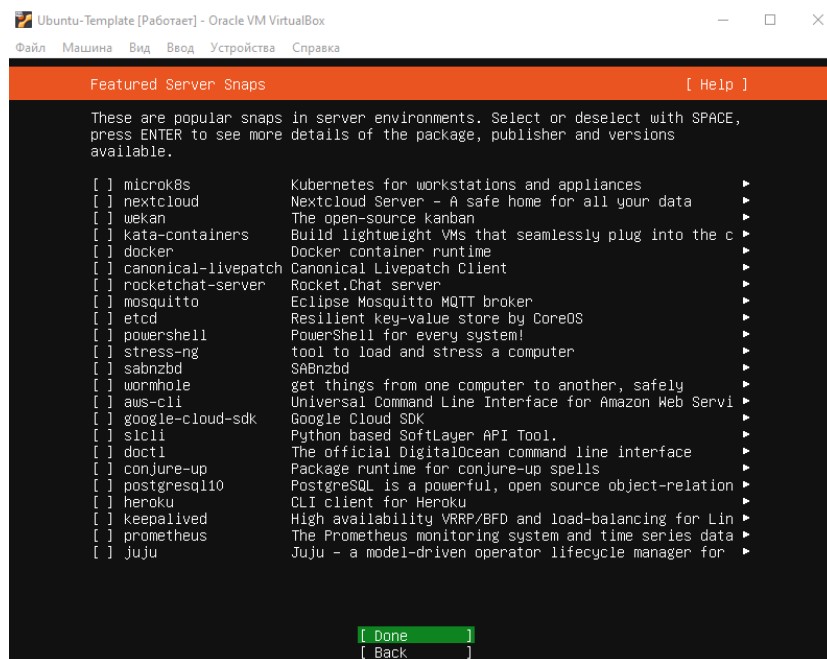 Ubuntu-Template [Работает] - Oracle VM VirtualBox
Файл Машина Вид Ввод Устройства Справка
Featured Server Snaps [ Help ]
These are popular snaps in server environments. Select or deselect with SPACE,
press ENTER to see more details of the package, publisher and versions
available.
[ ] microk8s Kubernetes for workstations and appliances ▸
[ ] nextcloud Nextcloud Server – A safe home for all your data ▸
[ ] wekan The open-source kanban ▸
[ ] kata-containers Build lightweight VMs that seamlessly plug into the c ▸
[ ] docker Docker container runtime ▸
[ ] canonical-livepatch Canonical Livepatch Client ▸
[ ] rocketchat-server Rocket.Chat server ▸
[ ] mosquitto Eclipse Mosquitto MQTT broker ▸
[ ] etcd Resilient key-value store by CoreOS ▸
[ ] powershell PowerShell for every system! ▸
[ ] stress-ng tool to load and stress a computer ▸
[ ] sabnzbd SABnzbd ▸
[ ] wormhole get things from one computer to another, safely ▸
[ ] aws-cli Universal Command Line Interface for Amazon Web Servi ▸
[ ] google-cloud-sdk Google Cloud SDK ▸
[ ] slcli Python based SoftLayer API Tool. ▸
[ ] doctl The official DigitalOcean command line interface ▸
[ ] conjure-up Package runtime for conjure-up spells ▸
[ ] postgresql10 PostgreSQL is a powerful, open source object-relation ▸
[ ] heroku CLI client for Heroku ▸
[ ] keepalived High availability VRRP/BFD and load-balancing for Lin ▸
[ ] prometheus The Prometheus monitoring system and time series data ▸
[ ] juju Juju – a model-driven operator lifecycle manager for ▸
[ Done ]
[ Back ]